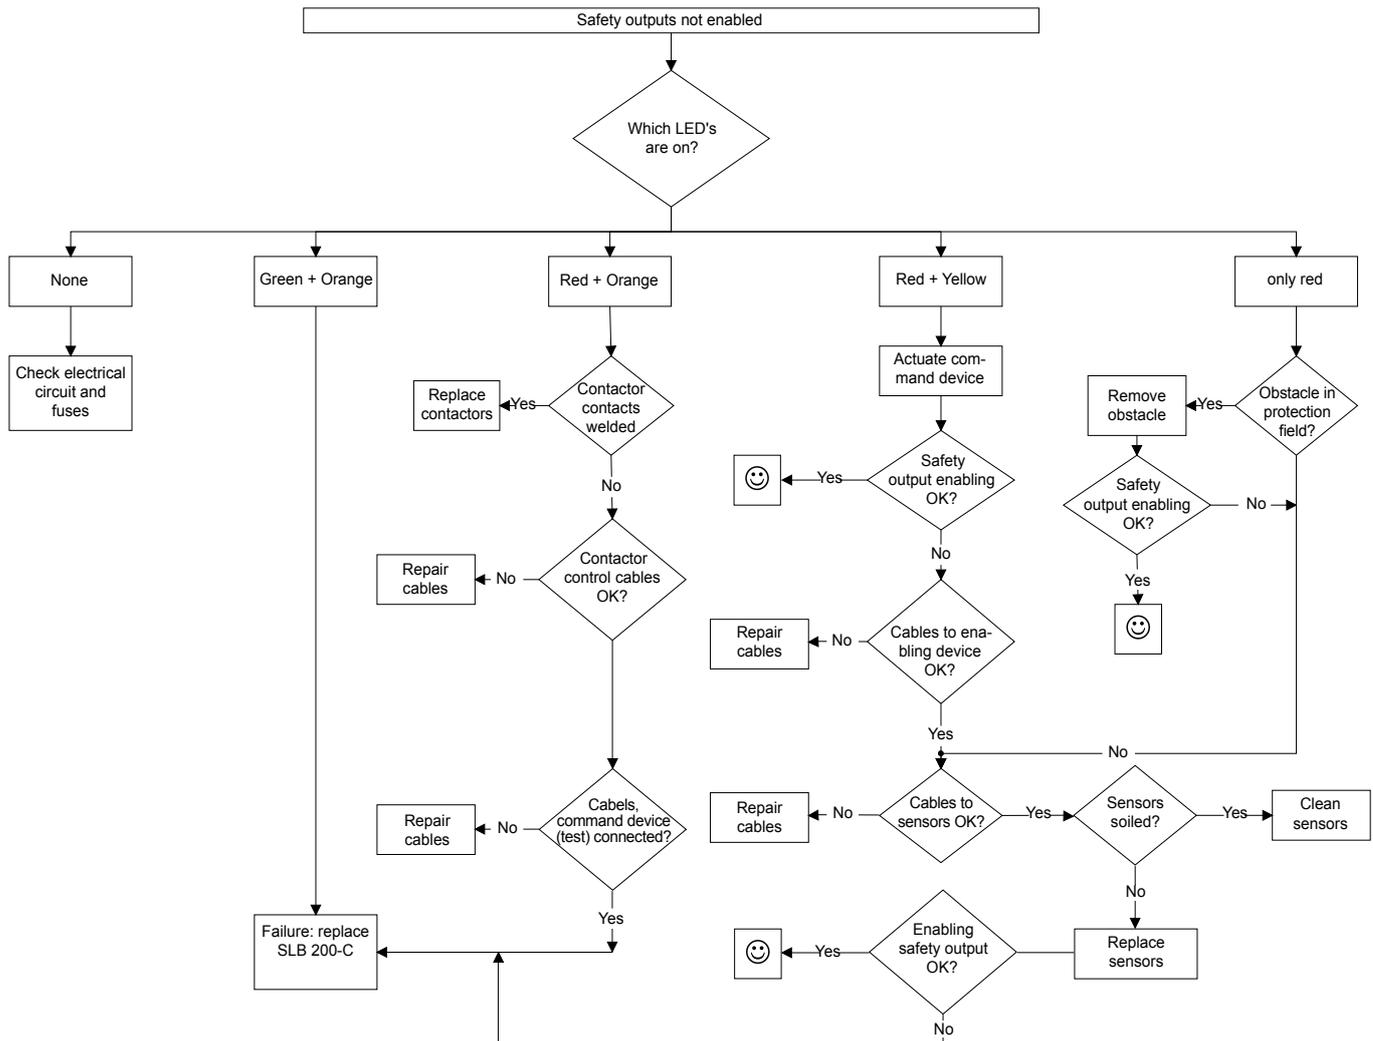 Safety outputs not enabled
Which LED's
are on?
None
Green + Orange
Red + Orange
Red + Yellow
only red
Check electrical
circuit and
fuses
Replace
contactors
Yes
Contactor
contacts
welded
Actuate com-
mand device
Remove
obstacle
Yes
Obstacle in
protection
field?
Yes
Safety
output enabling
OK?
Safety
output enabling
OK?
No
No
No
Yes
Repair
cables
No
Contactor
control cables
OK?
Repair
cables
No
Cables to ena-
bling device
OK?
Yes
No
Repair
cables
No
Cabels,
command device
(test) connected?
Repair
cables
No
Cables to
sensors OK?
Yes
Sensors
soiled?
Yes
Clean
sensors
No
Yes
Failure: replace
SLB 200-C
Yes
Enabling
safety output
OK?
Replace
sensors
No